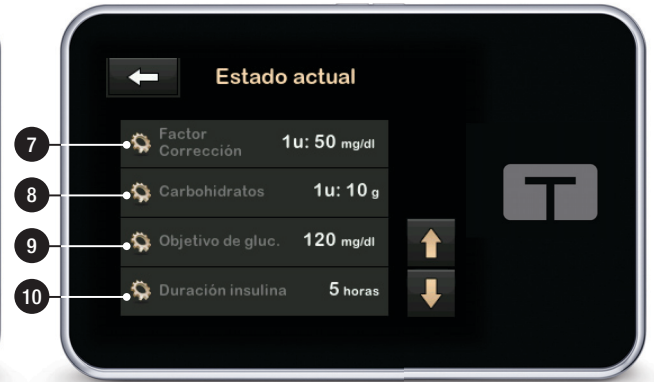 Estado actual
7
Factor
Corrección
1u: 50 mg/dl
8
Carbohidratos
1u: 10 g
9
Objetivo de gluc.
120 mg/dl
10
Duración insulina
5 horas